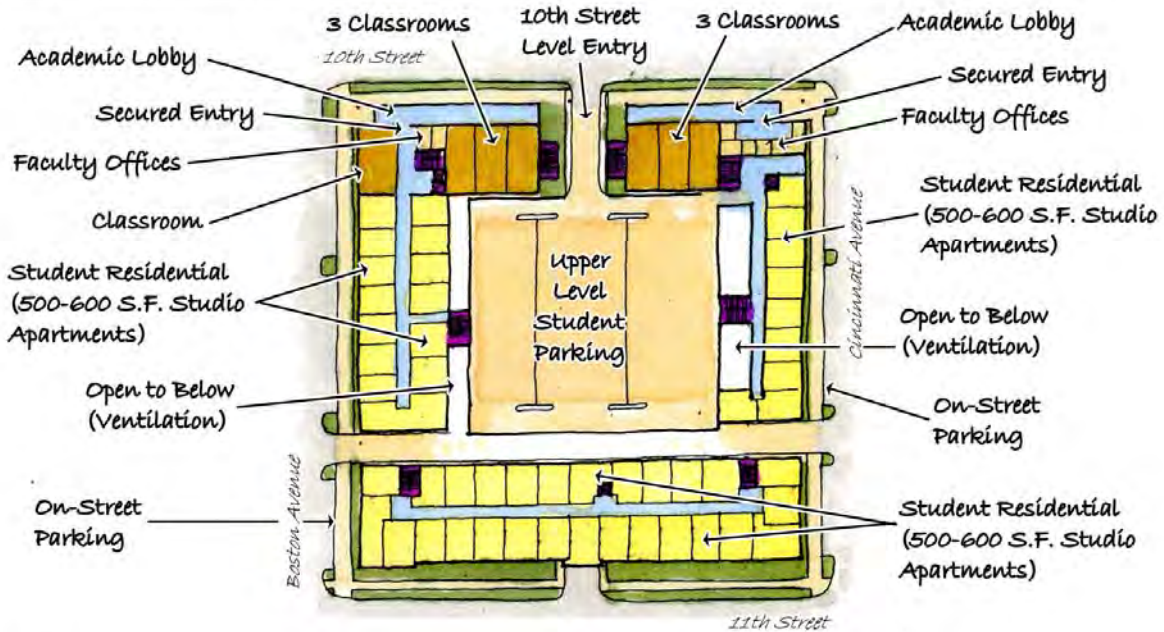 3 Classrooms
10th Street
Level Entry
3 Classrooms
Academic Lobby
Academic Lobby
10th Street
Secured Entry
Secured Entry
Faculty Offices
Faculty Offices
Classroom
Student Residential
(500-600 S.F. Studio
Apartments)
Student Residential
(500-600 S.F. Studio
Apartments)
Upper
Level
Student
Parking
Cincinnati Avenue
Open to Below
(Ventilation)
Open to Below
(Ventilation)
On-Street
Parking
Boston Avenue
On-Street
Parking
Student Residential
(500-600 S.F. Studio
Apartments)
11th Street